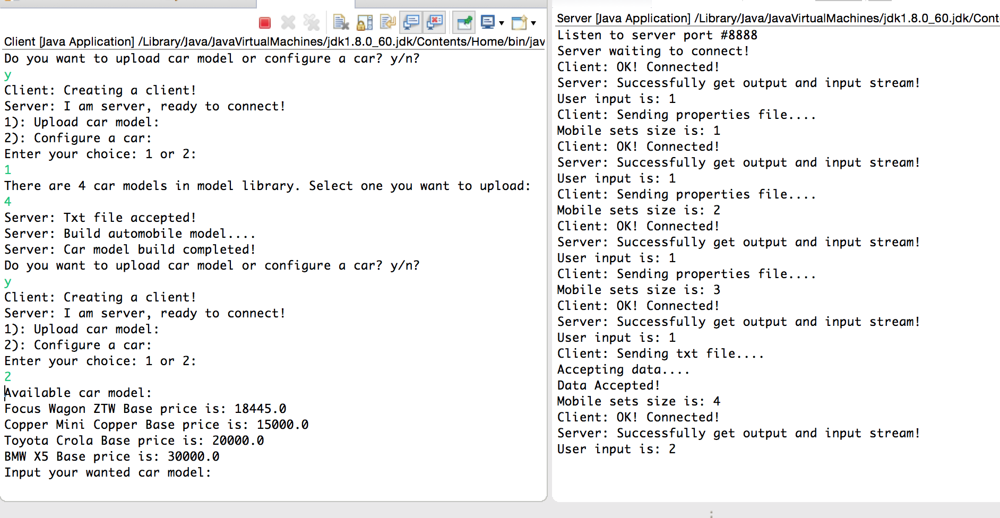 Client [Java Application] /Library/Java/JavaVirtualMachines/jdk1.8.0_60.jdk/Contents/Home/bin/jav
Do you want to upload car model or configure a car? y/n?
y
Client: Creating a client!
Server: I am server, ready to connect!
1): Upload car model:
2): Configure a car:
Enter your choice: 1 or 2:
1
There are 4 car models in model library. Select one you want to upload:
4
Server: Txt file accepted!
Server: Build automobile model....
Server: Car model build completed!
Do you want to upload car model or configure a car? y/n?
y
Client: Creating a client!
Server: I am server, ready to connect!
1): Upload car model:
2): Configure a car:
Enter your choice: 1 or 2:
2
Available car model:
Focus Wagon ZTW Base price is: 18445.0
Copper Mini Copper Base price is: 15000.0
Toyota Crola Base price is: 20000.0
BMW X5 Base price is: 30000.0
Input your wanted car model:
Server [Java Application] /Library/Java/JavaVirtualMachines/jdk1.8.0_60.jdk/Cont
Listen to server port #8888
Server waiting to connect!
Client: OK! Connected!
Server: Successfully get output and input stream!
User input is: 1
Client: Sending properties file....
Mobile sets size is: 1
Client: OK! Connected!
Server: Successfully get output and input stream!
User input is: 1
Client: Sending properties file....
Mobile sets size is: 2
Client: OK! Connected!
Server: Successfully get output and input stream!
User input is: 1
Client: Sending properties file....
Mobile sets size is: 3
Client: OK! Connected!
Server: Successfully get output and input stream!
User input is: 1
Client: Sending txt file....
Accepting data....
Data Accepted!
Mobile sets size is: 4
Client: OK! Connected!
Server: Successfully get output and input stream!
User input is: 2